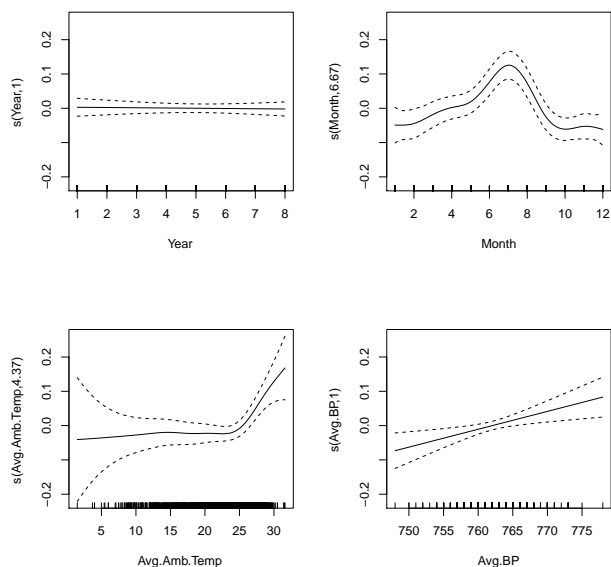 s(Year,1)
0.2
0.1
0.0
−0.2
1 2 3 4 5 6 7 8
Year
s(Month,6.67)
0.2
0.1
0.0
−0.2
2 4 6 8 10 12
Month
s(Avg.Amb.Temp,4.37)
0.2
0.1
0.0
−0.2
5 10 15 20 25 30
Avg.Amb.Temp
s(Avg.BP,1)
0.2
0.1
0.0
−0.2
750 755 760 765 770 775
Avg.BP